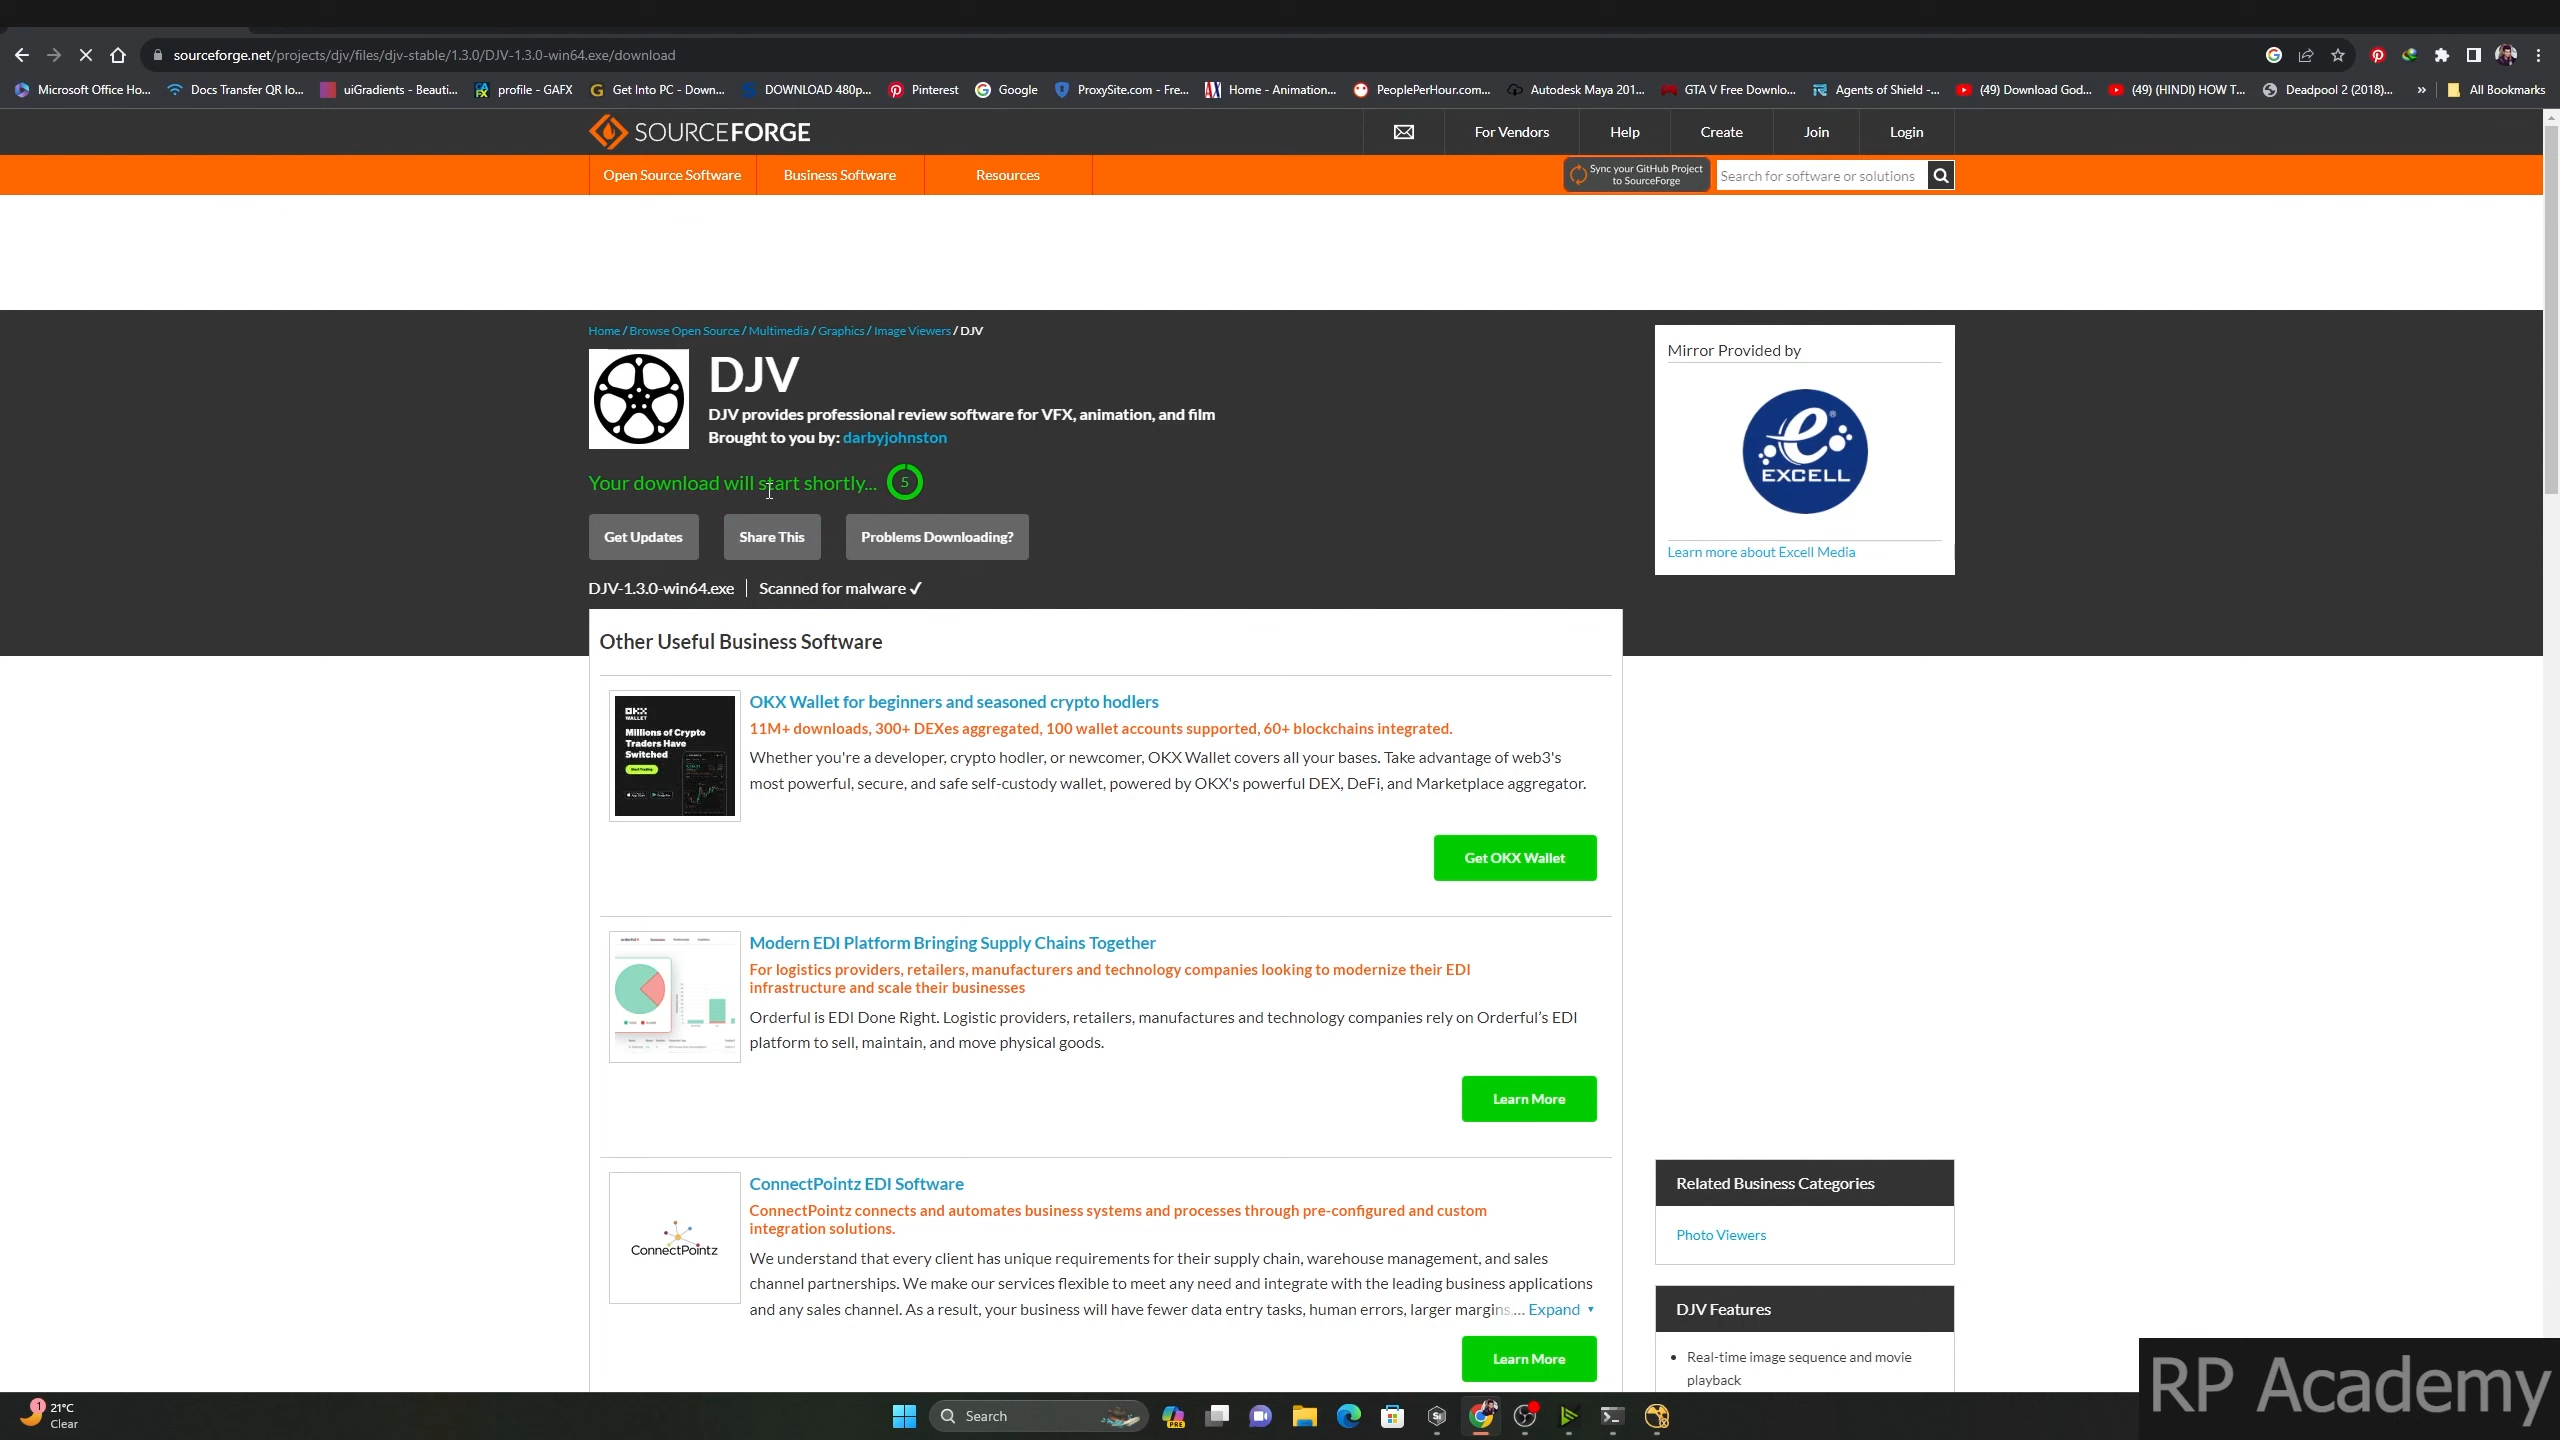 sourceforge.net/projects/djv/files/djv-stable/1.3.0/DJV-1.3.0-win64.exe/download
Microsoft Office Ho... Docs Transfer QR lo... uiGradients - Beauti... profile - GAFX Get Into PC - Down... DOWNLOAD 480p... Pinterest Google ProxySite.com - Fre... Home - Animation... PeoplePerHour.com... Autodesk Maya 201... GTA V Free Downlo... Agents of Shield -... (49) Download God... (49) (HINDI) HOW T... Deadpool 2 (2018)... » All Bookmarks
SOURCEFORGE For Vendors Help Create Join Login
Open Source Software Business Software Resources
Sync your GitHub Project
to SourceForge
Search for software or solutions
Home / Browse Open Source / Multimedia / Graphics / Image Viewers / DJV
DJV
DJV provides professional review software for VFX, animation, and film
Brought to you by: darbyjohnston
Your download will start shortly... 5
Get Updates Share This Problems Downloading?
DJV-1.3.0-win64.exe Scanned for malware ✓
Mirror Provided by
e
EXCELL
Learn more about Excell Media
Other Useful Business Software
OKX
WALLET
Millions of Crypto
Traders Have
Switched
OKX Wallet for beginners and seasoned crypto hodlers
11M+ downloads, 300+ DEXes aggregated, 100 wallet accounts supported, 60+ blockchains integrated.
Whether you're a developer, crypto hodler, or newcomer, OKX Wallet covers all your bases. Take advantage of web3's
most powerful, secure, and safe self-custody wallet, powered by OKX's powerful DEX, DeFi, and Marketplace aggregator.
Get OKX Wallet
Modern EDI Platform Bringing Supply Chains Together
For logistics providers, retailers, manufacturers and technology companies looking to modernize their EDI
infrastructure and scale their businesses
Orderful is EDI Done Right. Logistic providers, retailers, manufactures and technology companies rely on Orderful's EDI
platform to sell, maintain, and move physical goods.
Learn More
ConnectPointz
ConnectPointz EDI Software
ConnectPointz connects and automates business systems and processes through pre-configured and custom
integration solutions.
We understand that every client has unique requirements for their supply chain, warehouse management, and sales
channel partnerships. We make our services flexible to meet any need and integrate with the leading business applications
and any sales channel. As a result, your business will have fewer data entry tasks, human errors, larger margins,... Expand
Learn More
Related Business Categories
Photo Viewers
DJV Features
Real-time image sequence and movie
playback
RP Academy
1
21°C
Clear
Search
PRE